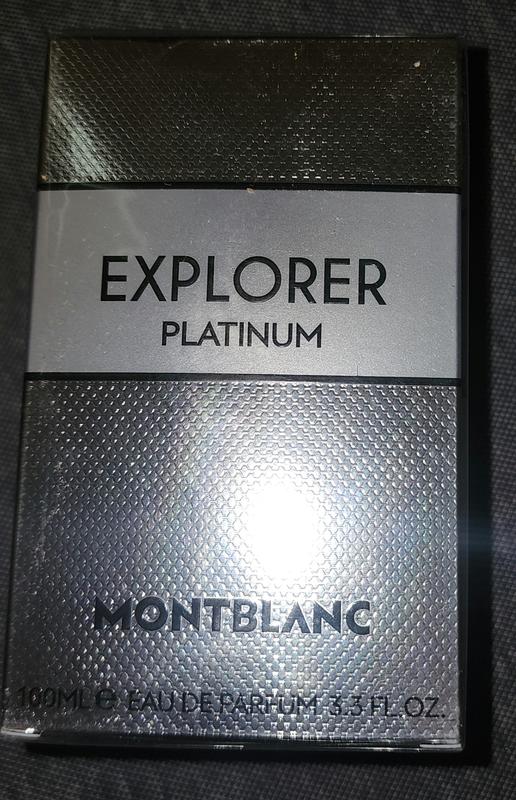 EXPLORER
PLATINUM
MONTBLANC
100ML ℮ EAU DE PARFUM 3.3 FL.OZ.